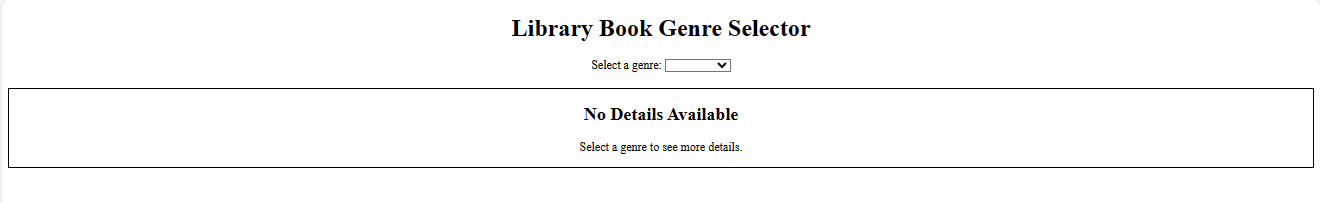 Library Book Genre Selector
Select a genre:
No Details Available
Select a genre to see more details.